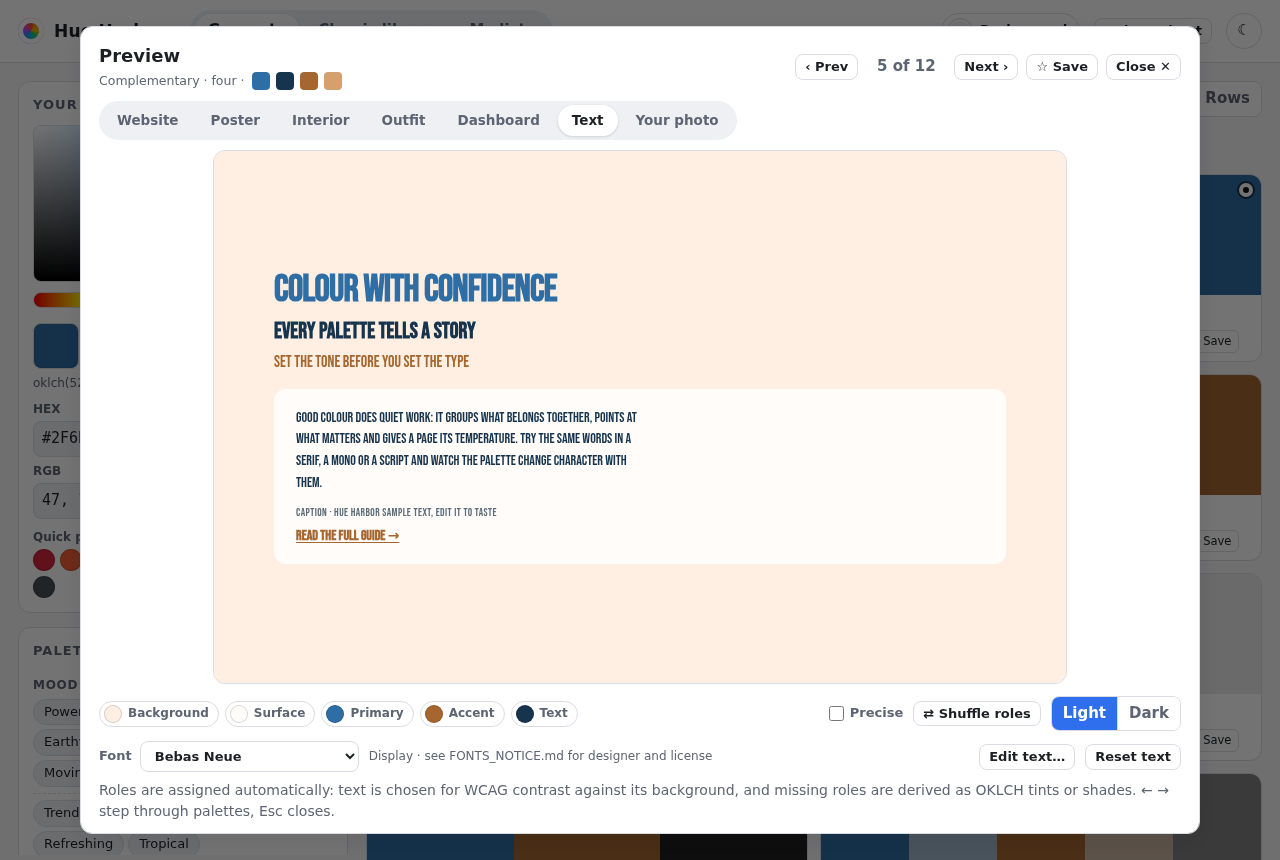 Preview
Complementary · four ·
‹ Prev
5 of 12
Next ›
☆ Save
Close ✕
Website
Poster
Interior
Outfit
Dashboard
Text
Your photo
COLOUR WITH CONFIDENCE
EVERY PALETTE TELLS A STORY
SET THE TONE BEFORE YOU SET THE TYPE
GOOD COLOUR DOES QUIET WORK: IT GROUPS WHAT BELONGS TOGETHER, POINTS AT
WHAT MATTERS AND GIVES A PAGE ITS TEMPERATURE. TRY THE SAME WORDS IN A
SERIF, A MONO OR A SCRIPT AND WATCH THE PALETTE CHANGE CHARACTER WITH
THEM.
CAPTION · HUE HARBOR SAMPLE TEXT, EDIT IT TO TASTE
READ THE FULL GUIDE →
Background
Surface
Primary
Accent
Text
Precise
⇄ Shuffle roles
Light
Dark
Font
Bebas Neue
Display · see FONTS_NOTICE.md for designer and license
Edit text...
Reset text
Roles are assigned automatically: text is chosen for WCAG contrast against its background, and missing roles are derived as OKLCH tints or shades. ← →
step through palettes, Esc closes.
YOUR
oklch(52
HEX
#2F6
RGB
47,
Quick p
PALET
MOOD
Power
Earth
Movin
Trend
Refreshing
Tropical
Rows
Save
Save
Save